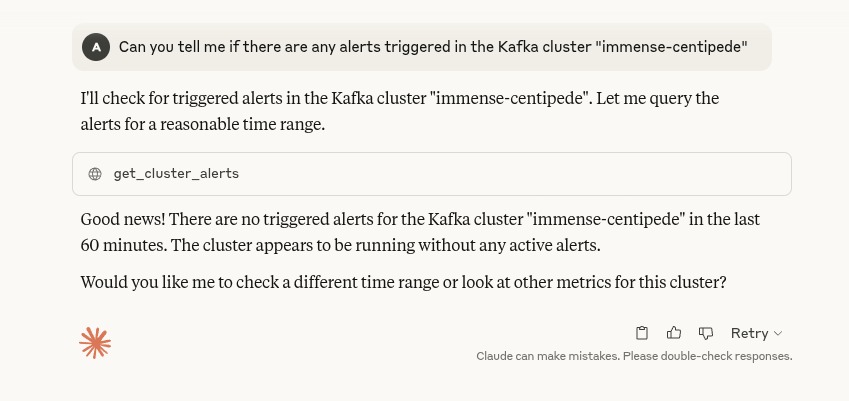 A Can you tell me if there are any alerts triggered in the Kafka cluster "immense-centipede"
I'll check for triggered alerts in the Kafka cluster "immense-centipede". Let me query the
alerts for a reasonable time range.
get_cluster_alerts
Good news! There are no triggered alerts for the Kafka cluster "immense-centipede" in the last
60 minutes. The cluster appears to be running without any active alerts.
Would you like me to check a different time range or look at other metrics for this cluster?
Retry
Claude can make mistakes. Please double-check responses.